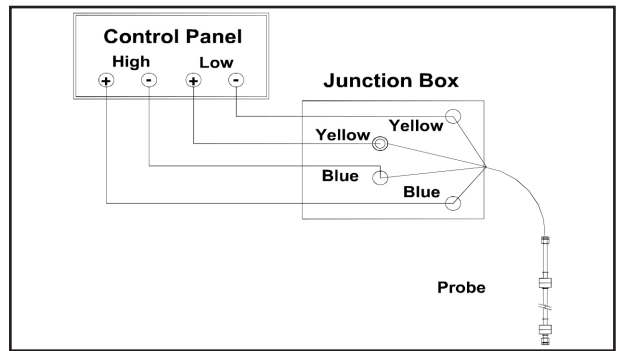 Control Panel
High Low
+ - + -
Junction Box
Yellow
Yellow
Blue
Blue
Probe